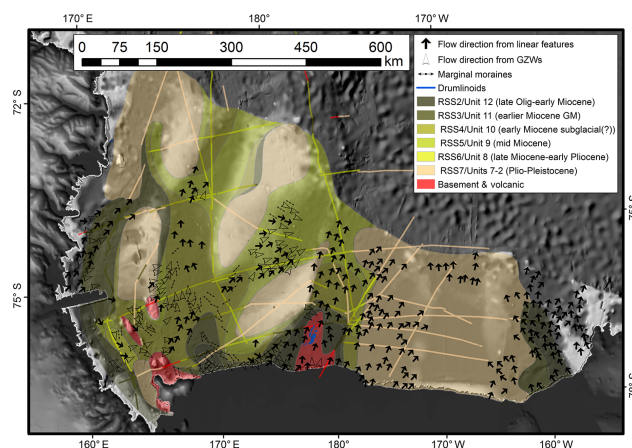 170° E
180°
170° W
0 75 150 300 450 600
km
Flow direction from linear features
Flow direction from GZWs
Marginal moraines
Drumlinoids
RSS2/Unit 12 (late Olig-early Miocene)
RSS3/Unit 11 (earlier Miocene GM)
RSS4/Unit 10 (early Miocene subglacial(?))
RSS5/Unit 9 (mid Miocene)
RSS6/Unit 8 (late Miocene-early Pliocene)
RSS7/Units 7-2 (Plio-Pleistocene)
Basement & volcanic
72° S
75° S
75° S
78° S
160° E
170° E
180°
170° W
160° W